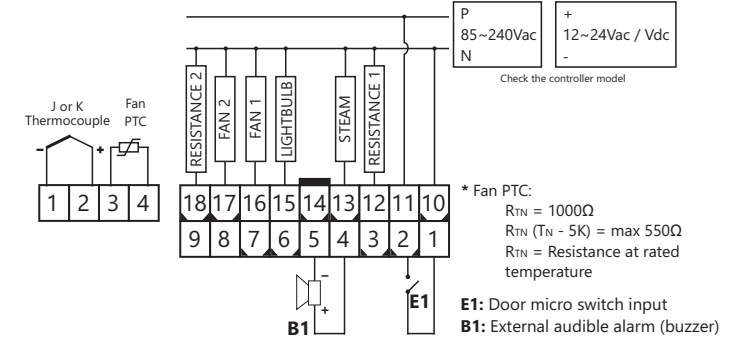 P
85~240Vac
N
+
12~24Vac / Vdc
-
Check the controller model
J or K
Thermocouple
Fan
PTC
- +
1 2 3 4
RESISTANCE 2
FAN 2
FAN 1
LIGHTBULB
STEAM
RESISTANCE 1
18 17 16 15 14 13 12 11 10
9 8 7 6 5 4 3 2 1
-
+
B1
E1
* Fan PTC:
RTN = 1000Ω
RTN (TN - 5K) = max 550Ω
RTN = Resistance at rated
temperature
E1: Door micro switch input
B1: External audible alarm (buzzer)